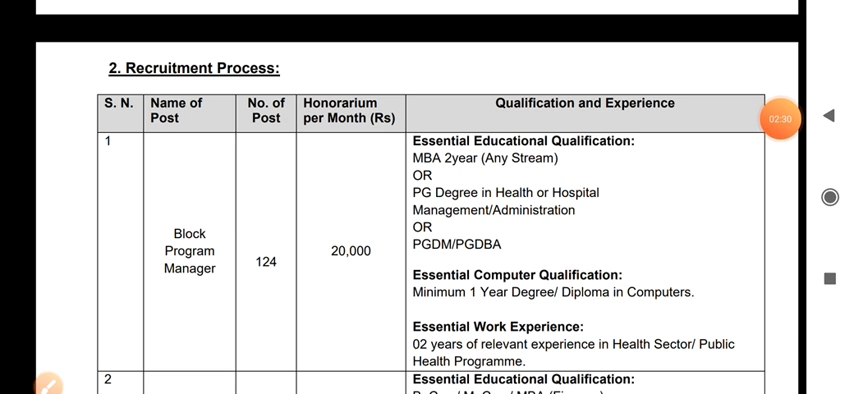 2. Recruitment Process:
S. N.
Name of
Post
No. of
Post
Honorarium
per Month (Rs)
Qualification and Experience
1
Block
Program
Manager
124
20,000
Essential Educational Qualification:
MBA 2year (Any Stream)
OR
PG Degree in Health or Hospital
Management/Administration
OR
PGDM/PGDBA
Essential Computer Qualification:
Minimum 1 Year Degree/ Diploma in Computers.
Essential Work Experience:
02 years of relevant experience in Health Sector/ Public
Health Programme.
2
Essential Educational Qualification:
02:30